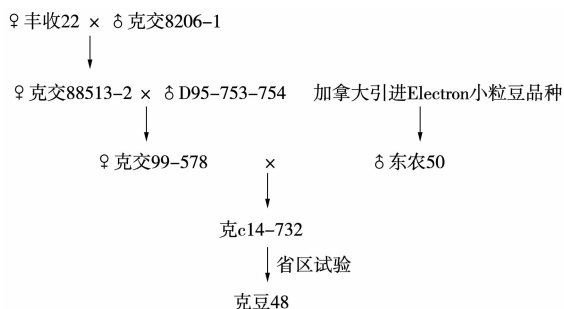 ♀丰收22 × ♂克交8206-1
♀克交88513-2 × ♂D95-753-754 加拿大引进Electron小粒豆品种
♀克交99-578 × ♂东农50
克c14-732
省区试验
克豆48